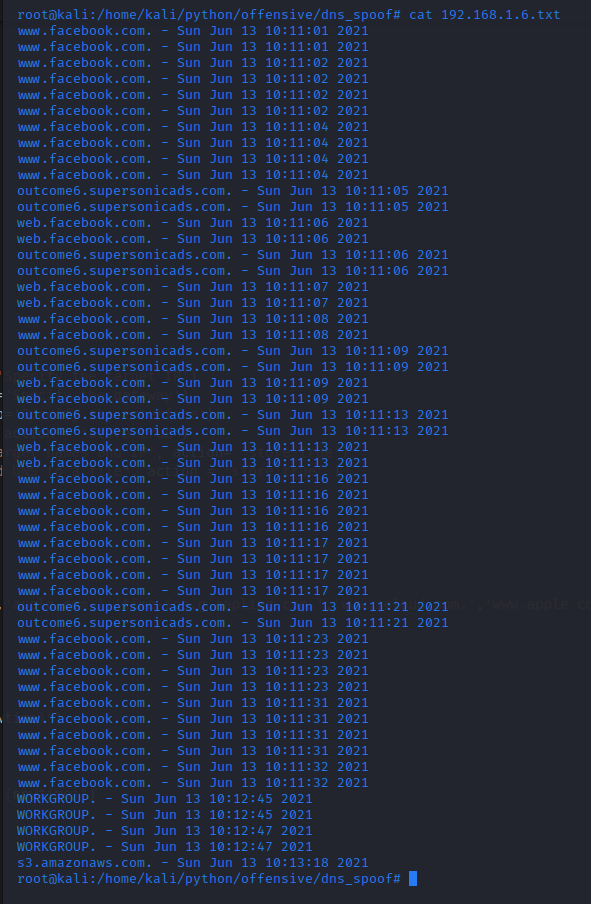 root@kali:/home/kali/python/offensive/dns_spoof# cat 192.168.1.6.txt
www.facebook.com. - Sun Jun 13 10:11:01 2021
www.facebook.com. - Sun Jun 13 10:11:01 2021
www.facebook.com. - Sun Jun 13 10:11:02 2021
www.facebook.com. - Sun Jun 13 10:11:02 2021
www.facebook.com. - Sun Jun 13 10:11:02 2021
www.facebook.com. - Sun Jun 13 10:11:02 2021
www.facebook.com. - Sun Jun 13 10:11:04 2021
www.facebook.com. - Sun Jun 13 10:11:04 2021
www.facebook.com. - Sun Jun 13 10:11:04 2021
www.facebook.com. - Sun Jun 13 10:11:04 2021
outcome6.supersonicads.com. - Sun Jun 13 10:11:05 2021
outcome6.supersonicads.com. - Sun Jun 13 10:11:05 2021
web.facebook.com. - Sun Jun 13 10:11:06 2021
web.facebook.com. - Sun Jun 13 10:11:06 2021
outcome6.supersonicads.com. - Sun Jun 13 10:11:06 2021
outcome6.supersonicads.com. - Sun Jun 13 10:11:06 2021
web.facebook.com. - Sun Jun 13 10:11:07 2021
web.facebook.com. - Sun Jun 13 10:11:07 2021
www.facebook.com. - Sun Jun 13 10:11:08 2021
www.facebook.com. - Sun Jun 13 10:11:08 2021
outcome6.supersonicads.com. - Sun Jun 13 10:11:09 2021
outcome6.supersonicads.com. - Sun Jun 13 10:11:09 2021
web.facebook.com. - Sun Jun 13 10:11:09 2021
web.facebook.com. - Sun Jun 13 10:11:09 2021
outcome6.supersonicads.com. - Sun Jun 13 10:11:13 2021
outcome6.supersonicads.com. - Sun Jun 13 10:11:13 2021
web.facebook.com. - Sun Jun 13 10:11:13 2021
web.facebook.com. - Sun Jun 13 10:11:13 2021
www.facebook.com. - Sun Jun 13 10:11:16 2021
www.facebook.com. - Sun Jun 13 10:11:16 2021
www.facebook.com. - Sun Jun 13 10:11:16 2021
www.facebook.com. - Sun Jun 13 10:11:16 2021
www.facebook.com. - Sun Jun 13 10:11:17 2021
www.facebook.com. - Sun Jun 13 10:11:17 2021
www.facebook.com. - Sun Jun 13 10:11:17 2021
www.facebook.com. - Sun Jun 13 10:11:17 2021
outcome6.supersonicads.com. - Sun Jun 13 10:11:21 2021
outcome6.supersonicads.com. - Sun Jun 13 10:11:21 2021
www.facebook.com. - Sun Jun 13 10:11:23 2021
www.facebook.com. - Sun Jun 13 10:11:23 2021
www.facebook.com. - Sun Jun 13 10:11:23 2021
www.facebook.com. - Sun Jun 13 10:11:23 2021
www.facebook.com. - Sun Jun 13 10:11:31 2021
www.facebook.com. - Sun Jun 13 10:11:31 2021
www.facebook.com. - Sun Jun 13 10:11:31 2021
www.facebook.com. - Sun Jun 13 10:11:31 2021
www.facebook.com. - Sun Jun 13 10:11:32 2021
www.facebook.com. - Sun Jun 13 10:11:32 2021
WORKGROUP. - Sun Jun 13 10:12:45 2021
WORKGROUP. - Sun Jun 13 10:12:45 2021
WORKGROUP. - Sun Jun 13 10:12:47 2021
WORKGROUP. - Sun Jun 13 10:12:47 2021
s3.amazonaws.com. - Sun Jun 13 10:13:18 2021
root@kali:/home/kali/python/offensive/dns_spoof#